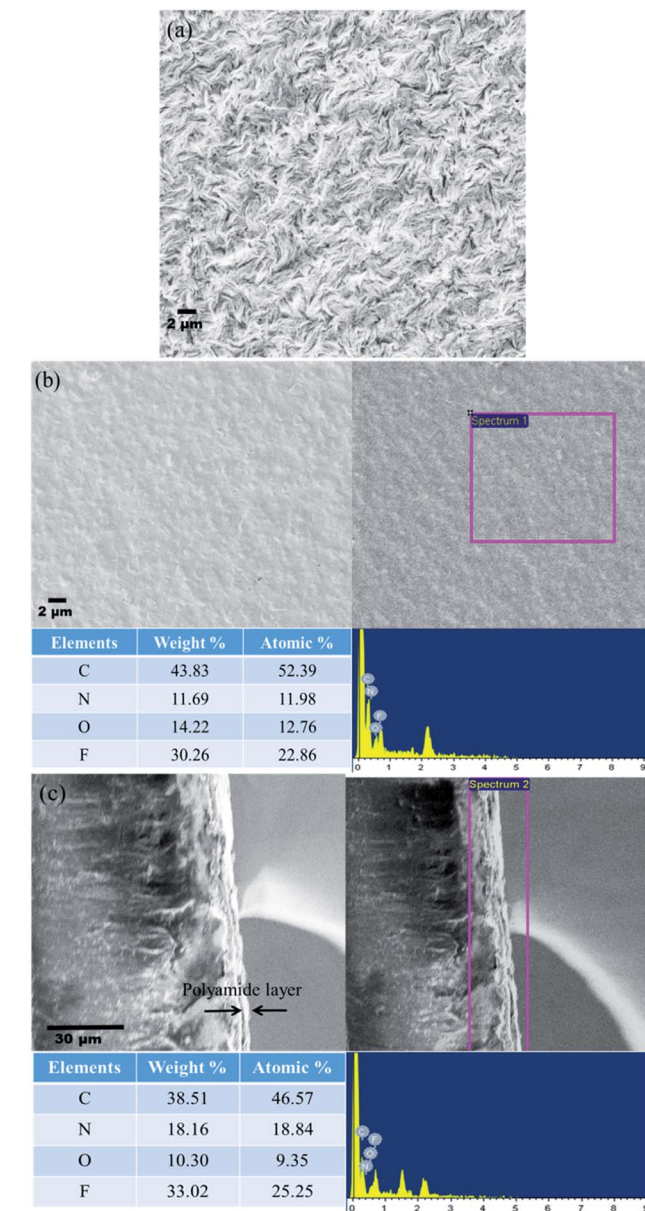 (a)
2 µm
(b)
Spectrum 1
2 µm
Elements Weight % Atomic %
C 43.83 52.39
N 11.69 11.98
O 14.22 12.76
F 30.26 22.86
C
N
F
O
0 1 2 3 4 5 6 7 8 9
(c)
Spectrum 2
Polyamide layer
30 µm
Elements Weight % Atomic %
C 38.51 46.57
N 18.16 18.84
O 10.30 9.35
F 33.02 25.25
C
F
O
N
0 1 2 3 4 5 6 7 8 9